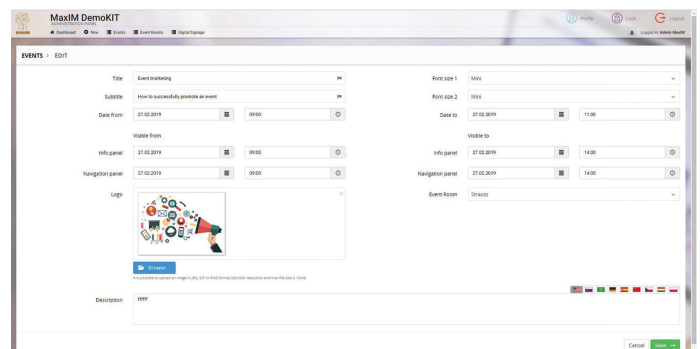 MaxIM DemoKIT
ADMINISTRATION PANEL
Profile
Lock
Logout
Dashboard
New
Events
Event Rooms
Digital Signage
Logged in: Admin MaxIM
EVENTS > EDIT
Title
Event marketing
Font size 1
Mini
Subtitle
How to successfully promote an event
Font size 2
Mini
Date from
27.02.2019
09:00
Date to
27.02.2019
11:00
Visible from
Visible to
Info panel
27.02.2019
09:00
Info panel
27.02.2019
14:00
Navigation panel
27.02.2019
09:00
Navigation panel
27.02.2019
14:00
Logo
Event Room
Strauss
Browse...
Description
ffffff
Cancel
Save